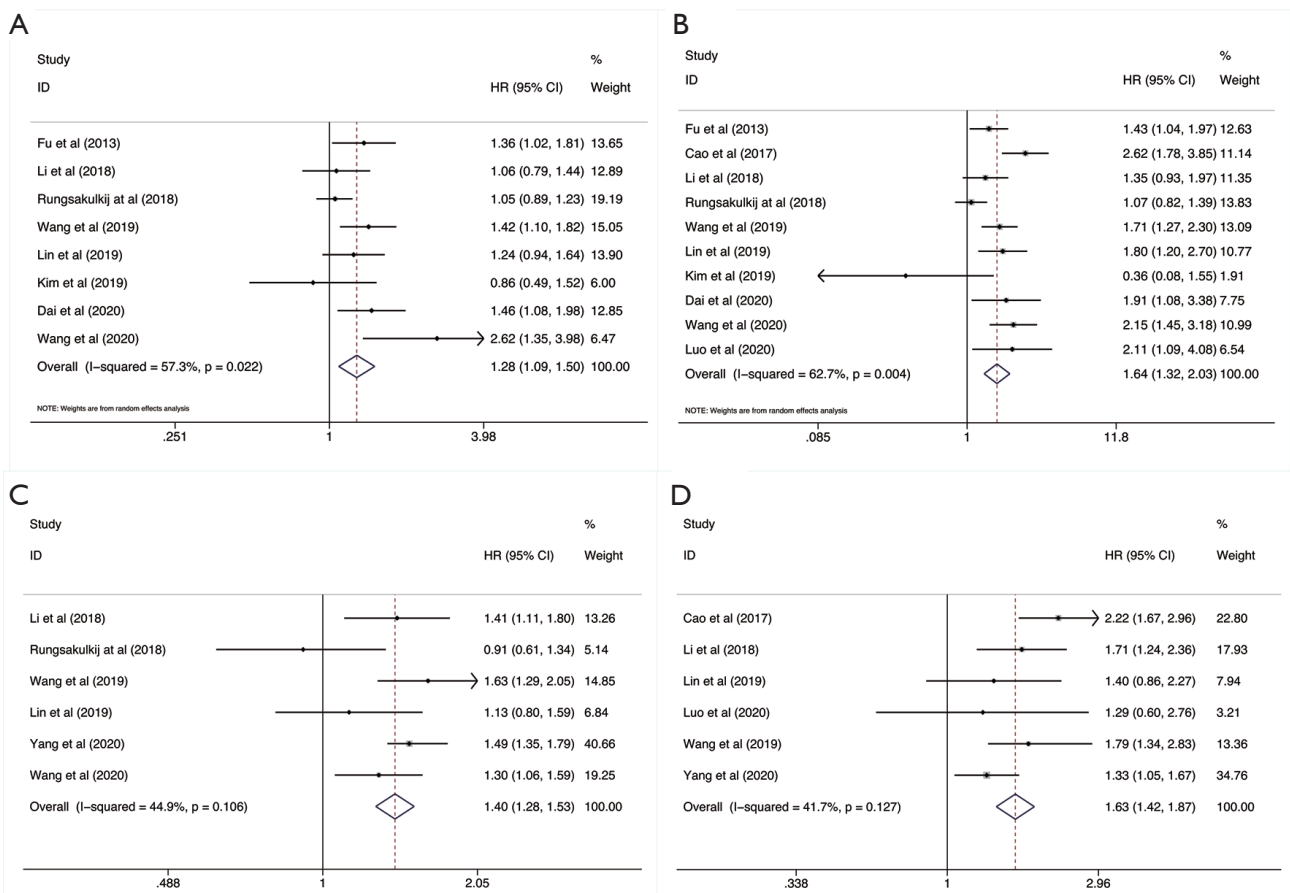 A
Study %
ID HR (95% CI) Weight
Fu et al (2013) 1.36 (1.02, 1.81) 13.65
Li et al (2018) 1.06 (0.79, 1.44) 12.89
Rungsakulkij at al (2018) 1.05 (0.89, 1.23) 19.19
Wang et al (2019) 1.42 (1.10, 1.82) 15.05
Lin et al (2019) 1.24 (0.94, 1.64) 13.90
Kim et al (2019) 0.86 (0.49, 1.52) 6.00
Dai et al (2020) 1.46 (1.08, 1.98) 12.85
Wang et al (2020) 2.62 (1.35, 3.98) 6.47
Overall (I-squared = 57.3%, p = 0.022) 1.28 (1.09, 1.50) 100.00
NOTE: Weights are from random effects analysis
.251 1 3.98
B
Study %
ID HR (95% CI) Weight
Fu et al (2013) 1.43 (1.04, 1.97) 12.63
Cao et al (2017) 2.62 (1.78, 3.85) 11.14
Li et al (2018) 1.35 (0.93, 1.97) 11.35
Rungsakulkij at al (2018) 1.07 (0.82, 1.39) 13.83
Wang et al (2019) 1.71 (1.27, 2.30) 13.09
Lin et al (2019) 1.80 (1.20, 2.70) 10.77
Kim et al (2019) 0.36 (0.08, 1.55) 1.91
Dai et al (2020) 1.91 (1.08, 3.38) 7.75
Wang et al (2020) 2.15 (1.45, 3.18) 10.99
Luo et al (2020) 2.11 (1.09, 4.08) 6.54
Overall (I-squared = 62.7%, p = 0.004) 1.64 (1.32, 2.03) 100.00
NOTE: Weights are from random effects analysis
.085 1 11.8
C
Study %
ID HR (95% CI) Weight
Li et al (2018) 1.41 (1.11, 1.80) 13.26
Rungsakulkij at al (2018) 0.91 (0.61, 1.34) 5.14
Wang et al (2019) 1.63 (1.29, 2.05) 14.85
Lin et al (2019) 1.13 (0.80, 1.59) 6.84
Yang et al (2020) 1.49 (1.35, 1.79) 40.66
Wang et al (2020) 1.30 (1.06, 1.59) 19.25
Overall (I-squared = 44.9%, p = 0.106) 1.40 (1.28, 1.53) 100.00
.488 1 2.05
D
Study %
ID HR (95% CI) Weight
Cao et al (2017) 2.22 (1.67, 2.96) 22.80
Li et al (2018) 1.71 (1.24, 2.36) 17.93
Lin et al (2019) 1.40 (0.86, 2.27) 7.94
Luo et al (2020) 1.29 (0.60, 2.76) 3.21
Wang et al (2019) 1.79 (1.34, 2.83) 13.36
Yang et al (2020) 1.33 (1.05, 1.67) 34.76
Overall (I-squared = 41.7%, p = 0.127) 1.63 (1.42, 1.87) 100.00
.338 1 2.96